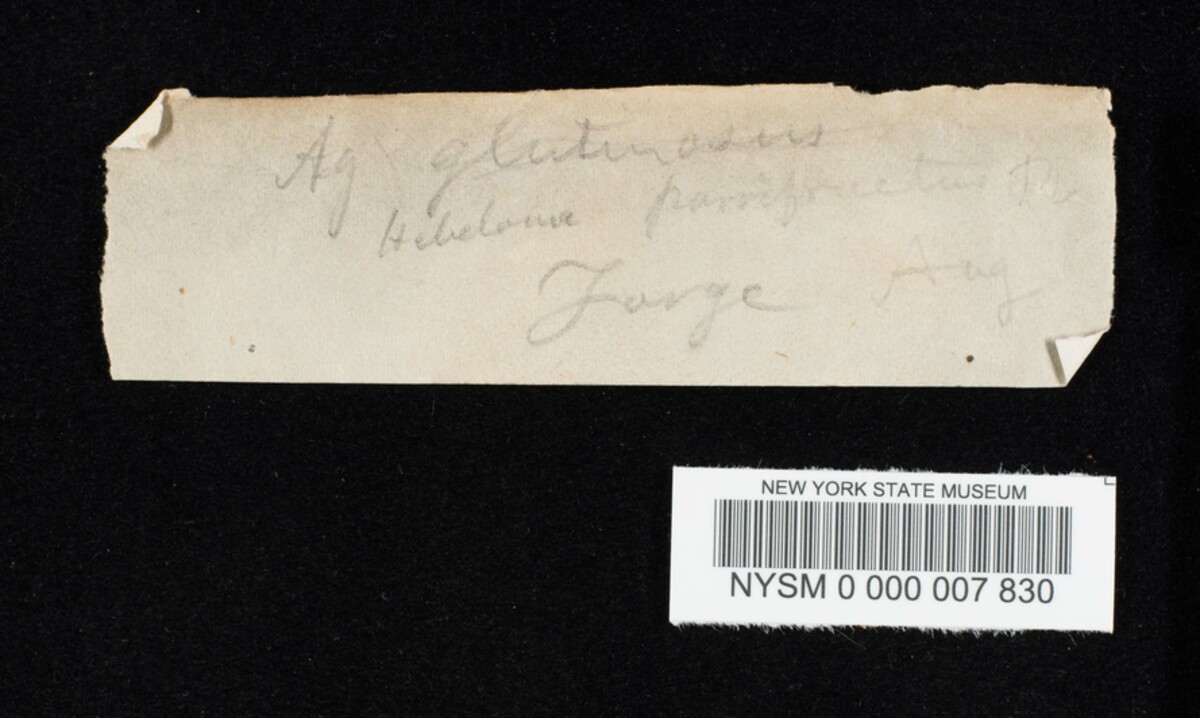 Ag glutinosus
Hebeloma parvifructus Pk
Forge Aug
NEW YORK STATE MUSEUM
NYSM 0 000 007 830